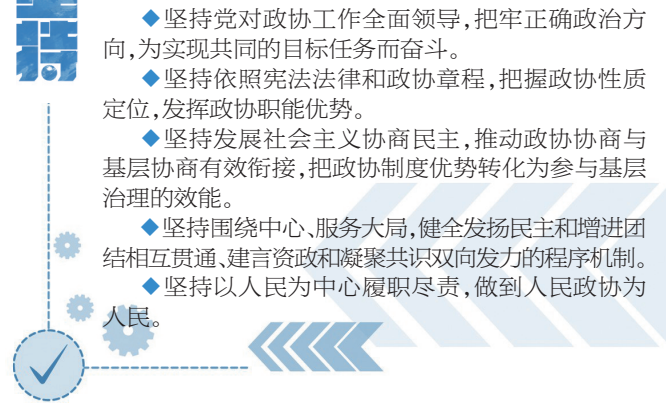 坚持
◆坚持党对政协工作全面领导,把牢正确政治方
向,为实现共同的目标任务而奋斗。
◆坚持依照宪法法律和政协章程,把握政协性质
定位,发挥政协职能优势。
◆坚持发展社会主义协商民主,推动政协协商与
基层协商有效衔接,把政协制度优势转化为参与基层
治理的效能。
◆坚持围绕中心、服务大局,健全发扬民主和增进团
结相互贯通、建言资政和凝聚共识双向发力的程序机制。
◆坚持以人民为中心履职尽责,做到人民政协为
人民。